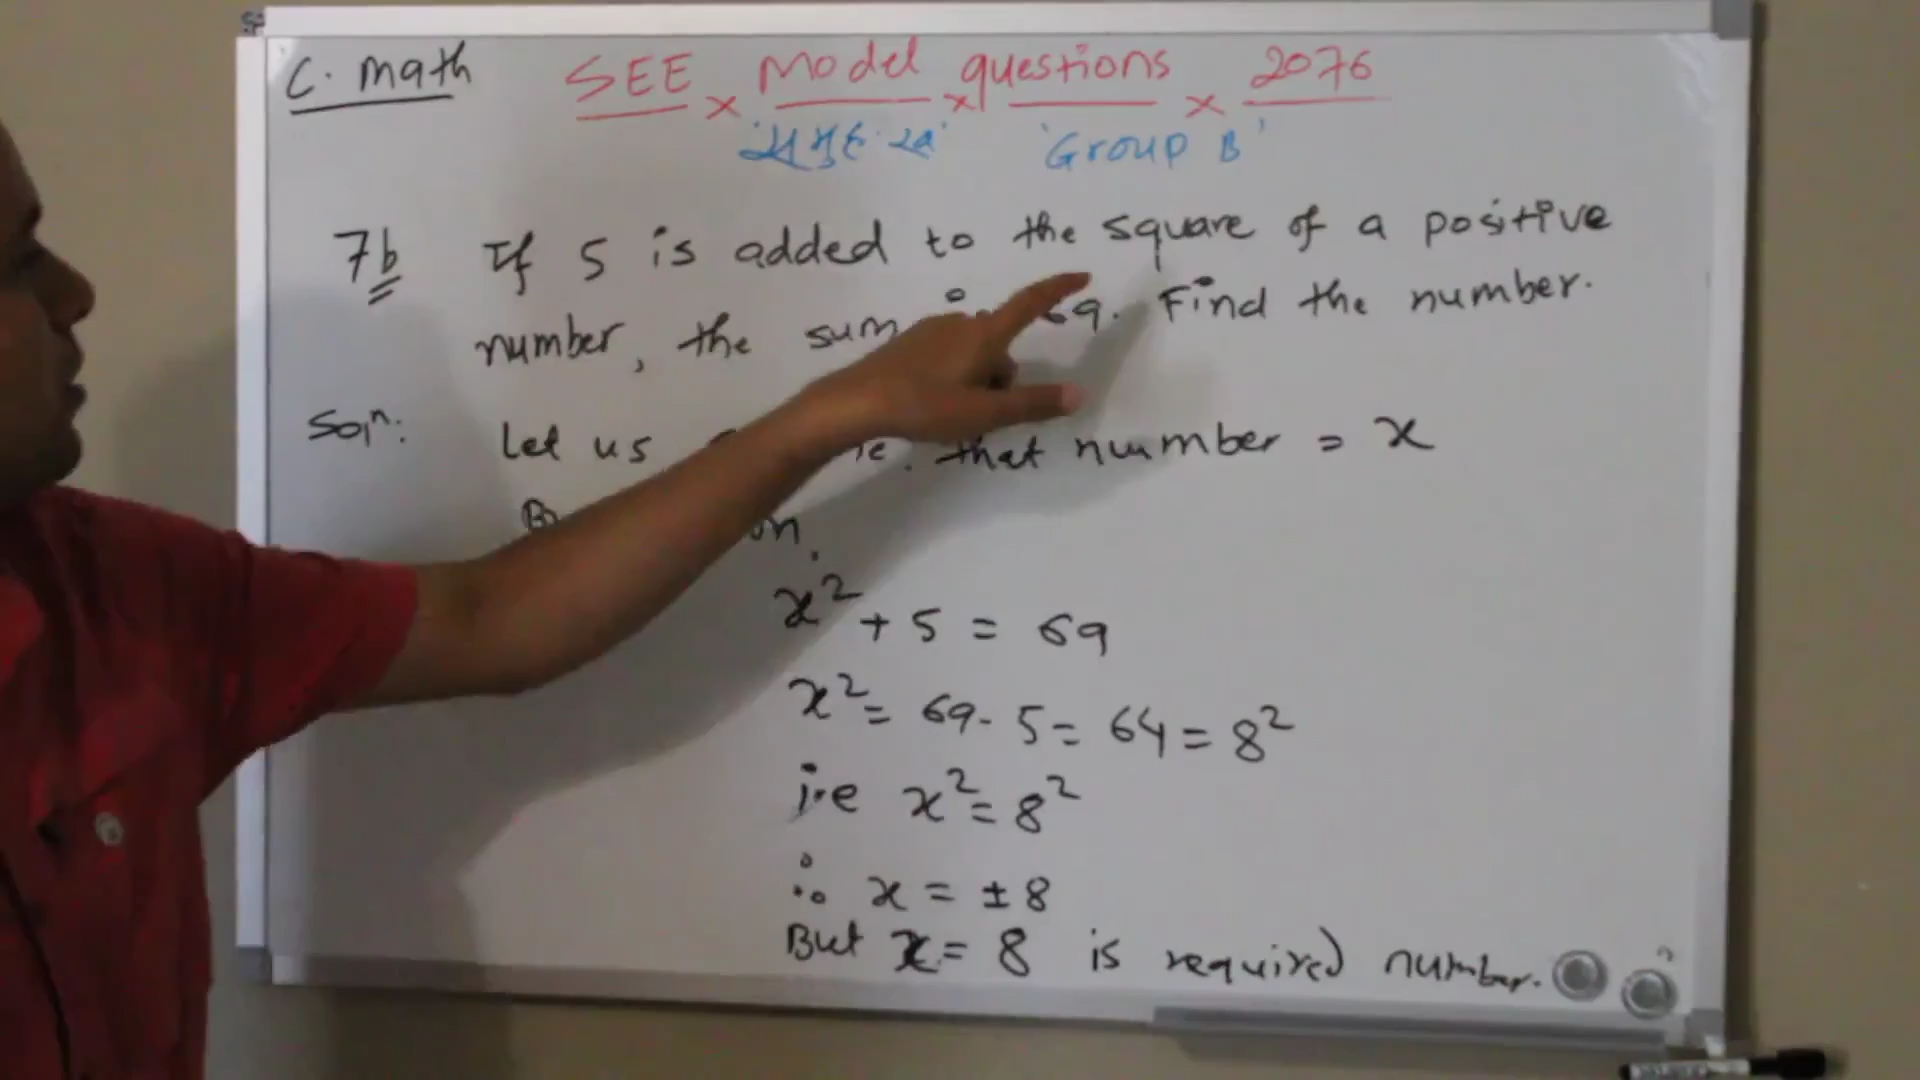 C. math SEE Model questions 2076
'समूह ख' 'Group B'
7b If 5 is added to the square of a positive
number, the sum 69. Find the number.
Soln: Let us that number = x
x² + 5 = 69
x² = 69 - 5 = 64 = 8²
i.e x² = 8²
∴ x = ± 8
But x = 8 is required number.